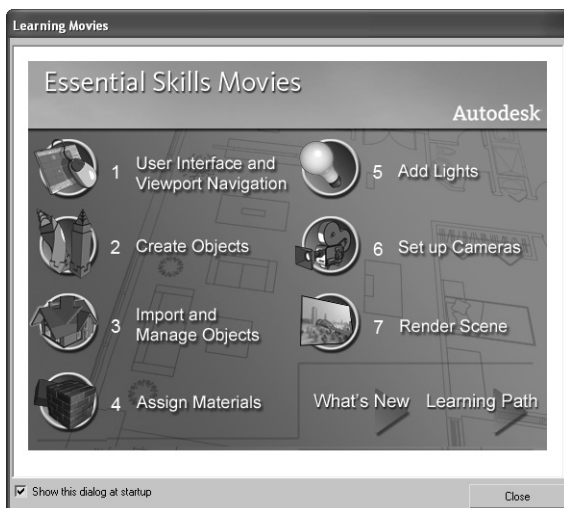 Learning Movies
Essential Skills Movies
Autodesk
1 User Interface and
Viewport Navigation
2 Create Objects
3 Import and
Manage Objects
4 Assign Materials
5 Add Lights
6 Set up Cameras
7 Render Scene
What's New Learning Path
Show this dialog at startup
Close